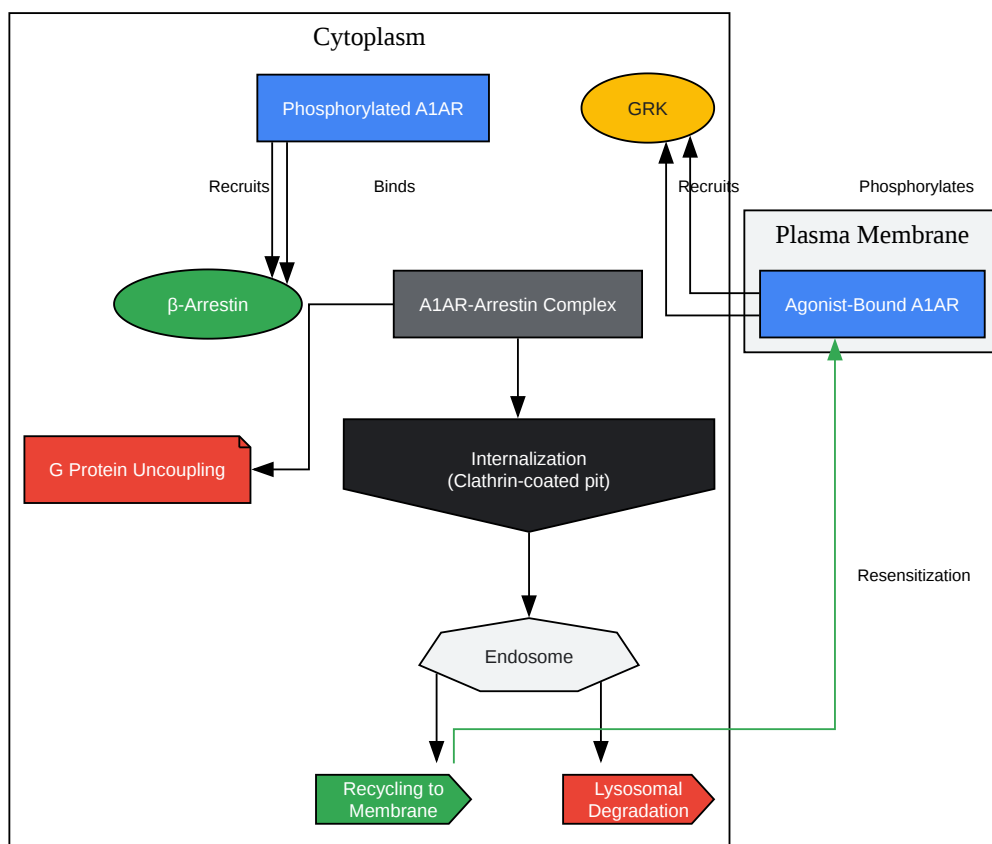 Cytoplasm
Phosphorylated A1AR
GRK
Recruits
Binds
Recruits
Phosphorylates
Plasma Membrane
β-Arrestin
A1AR-Arrestin Complex
Agonist-Bound A1AR
G Protein Uncoupling
Internalization
(Clathrin-coated pit)
Resensitization
Endosome
Recycling to
Membrane
Lysosomal
Degradation